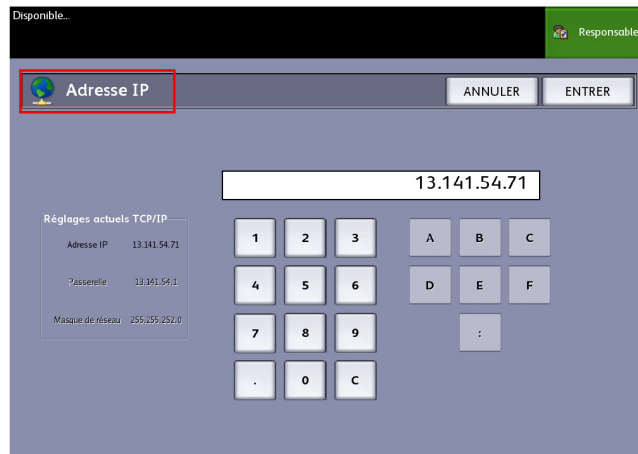 Disponible...
Responsable
Adresse IP
ANNULER
ENTRER
13.141.54.71
Réglages actuels TCP/IP
Adresse IP 13.141.54.71
Passerelle 13.141.54.1
Masque de réseau 255.255.252.0
1 2 3 A B C
4 5 6 D E F
7 8 9 :
. 0 C